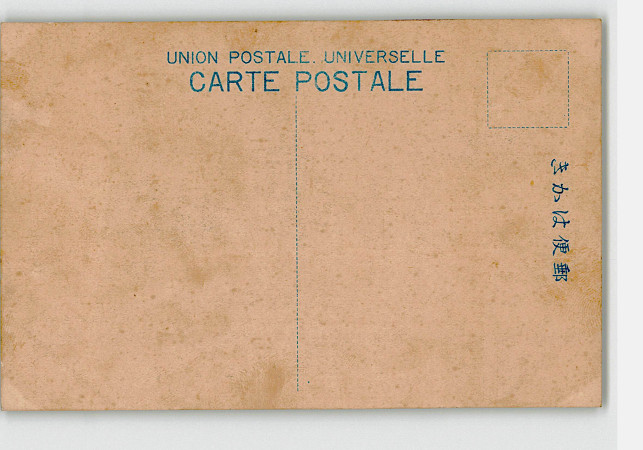 UNION POSTALE. UNIVERSELLE
CARTE POSTALE
郵便はかき